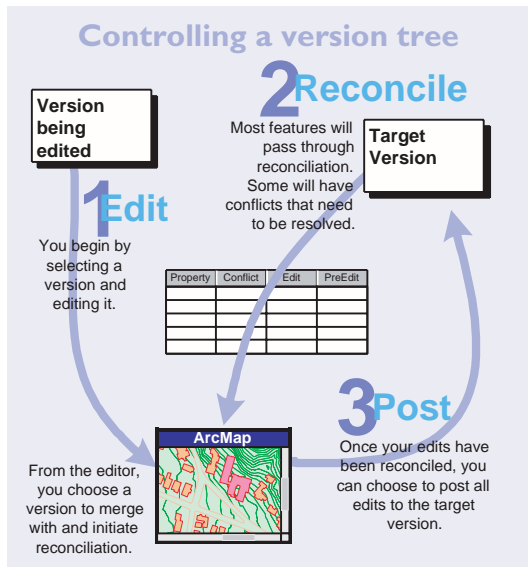 Controlling a version tree
Version
being
edited
1 Edit
You begin by
selecting a
version and
editing it.
2 Reconcile
Most features will
pass through
reconciliation.
Some will have
conflicts that need
to be resolved.
Target
Version
Property Conflict Edit PreEdit
ArcMap
From the editor,
you choose a
version to merge
with and initiate
reconciliation.
3 Post
Once your edits have
been reconciled, you
can choose to post all
edits to the target
version.